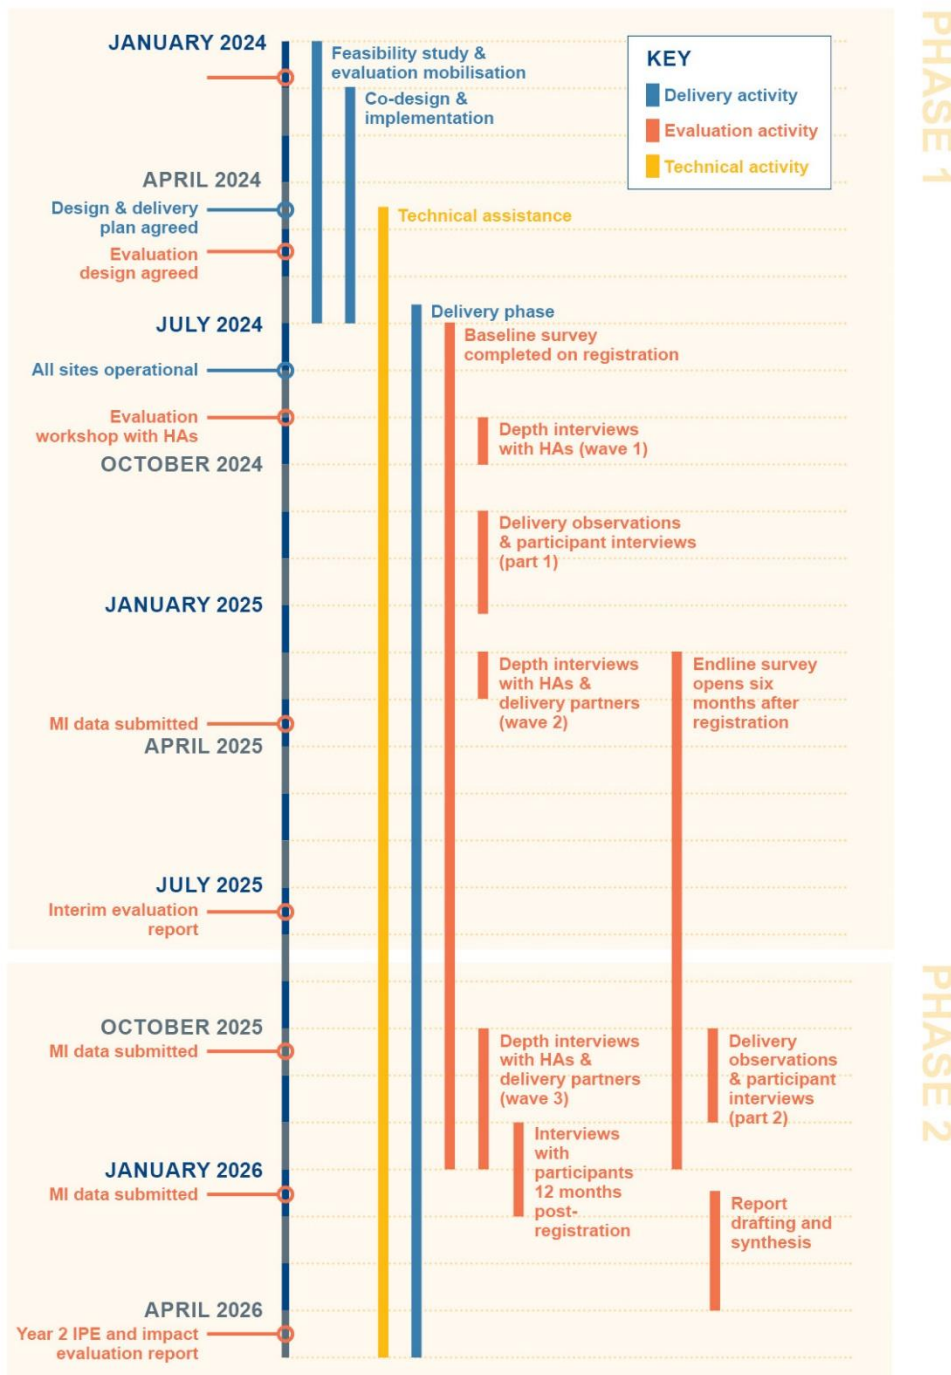 PHASE 1
JANUARY 2024
Feasibility study &
evaluation mobilisation
Co-design &
implementation
KEY
Delivery activity
Evaluation activity
Technical activity
APRIL 2024
Design & delivery
plan agreed
Technical assistance
Evaluation
design agreed
Delivery phase
JULY 2024
Baseline survey
completed on registration
All sites operational
Evaluation
workshop with HAs
Depth interviews
with HAs (wave 1)
OCTOBER 2024
Delivery observations
& participant interviews
(part 1)
JANUARY 2025
Depth interviews
with HAs &
delivery partners
(wave 2)
Endline survey
opens six
months after
registration
MI data submitted
APRIL 2025
JULY 2025
Interim evaluation
report
PHASE 2
OCTOBER 2025
MI data submitted
Depth interviews
with HAs &
delivery partners
(wave 3)
Delivery
observations
& participant
interviews
(part 2)
Interviews
with
participants
12 months
post-
registration
JANUARY 2026
MI data submitted
Report
drafting and
synthesis
APRIL 2026
Year 2 IPE and impact
evaluation report